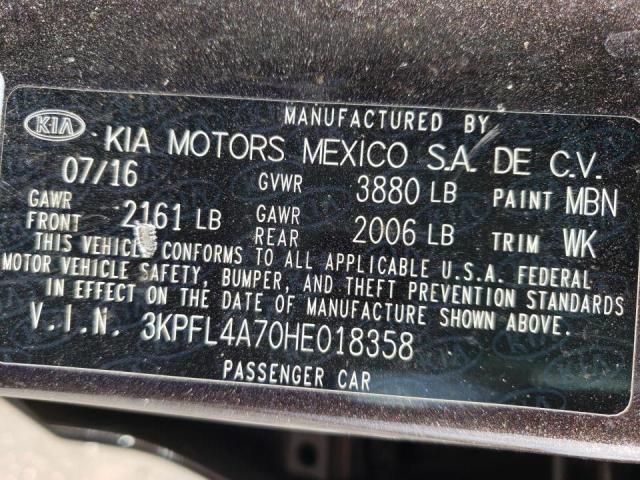 MANUFACTURED BY
KIA KIA MOTORS MEXICO S.A. DE C.V.
07/16 GVWR 3880 LB PAINT MBN
GAWR FRONT 2161 LB GAWR REAR 2006 LB TRIM WK
THIS VEHICLE CONFORMS TO ALL APPLICABLE U.S.A. FEDERAL
MOTOR VEHICLE SAFETY, BUMPER, AND THEFT PREVENTION STANDARDS
IN EFFECT ON THE DATE OF MANUFACTURE SHOWN ABOVE.
V.I.N. 3KPFL4A70HE018358
PASSENGER CAR